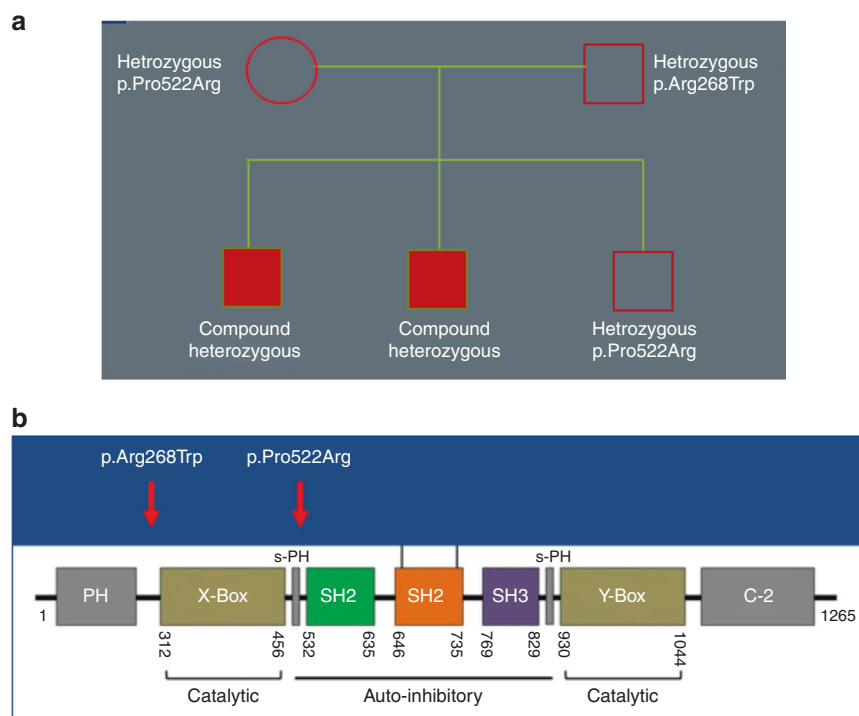 a
Hetrozygous
p.Pro522Arg
Hetrozygous
p.Arg268Trp
Compound
heterozygous
Compound
heterozygous
Hetrozygous
p.Pro522Arg
b
p.Arg268Trp
p.Pro522Arg
s-PH
s-PH
PH
X-Box
SH2
SH2
SH3
Y-Box
C-2
1
1265
312
456
532
635
646
735
769
829
930
1044
Catalytic
Auto-inhibitory
Catalytic